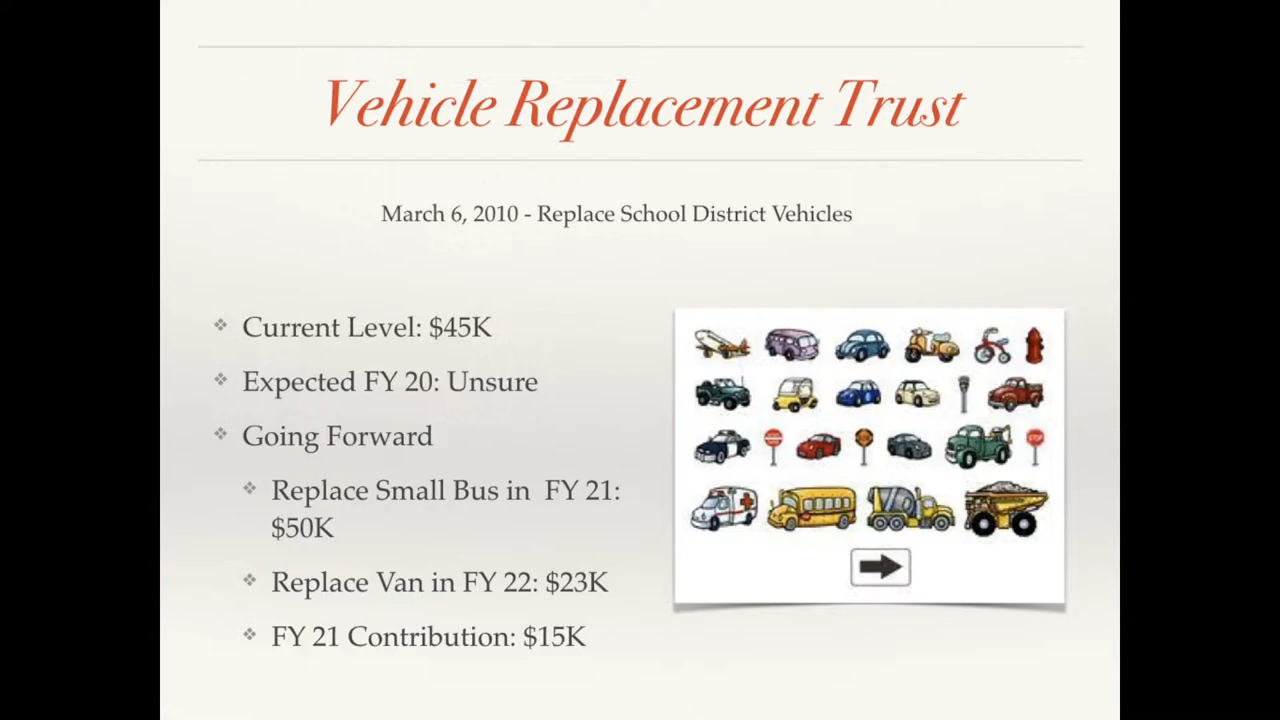 Vehicle Replacement Trust
March 6, 2010 - Replace School District Vehicles
❖ Current Level: $45K
❖ Expected FY 20: Unsure
❖ Going Forward
❖ Replace Small Bus in FY 21:
$50K
❖ Replace Van in FY 22: $23K
❖ FY 21 Contribution: $15K